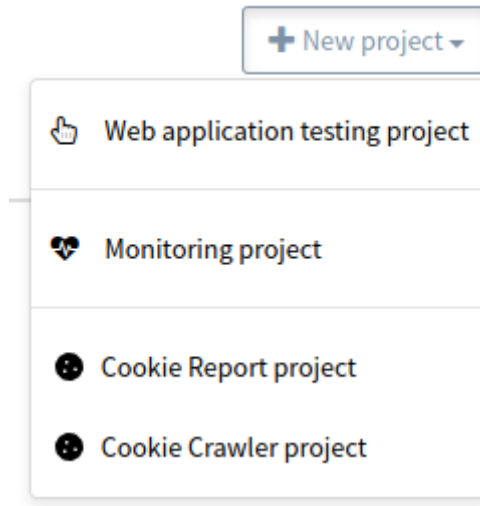 New project
Web application testing project
Monitoring project
Cookie Report project
Cookie Crawler project